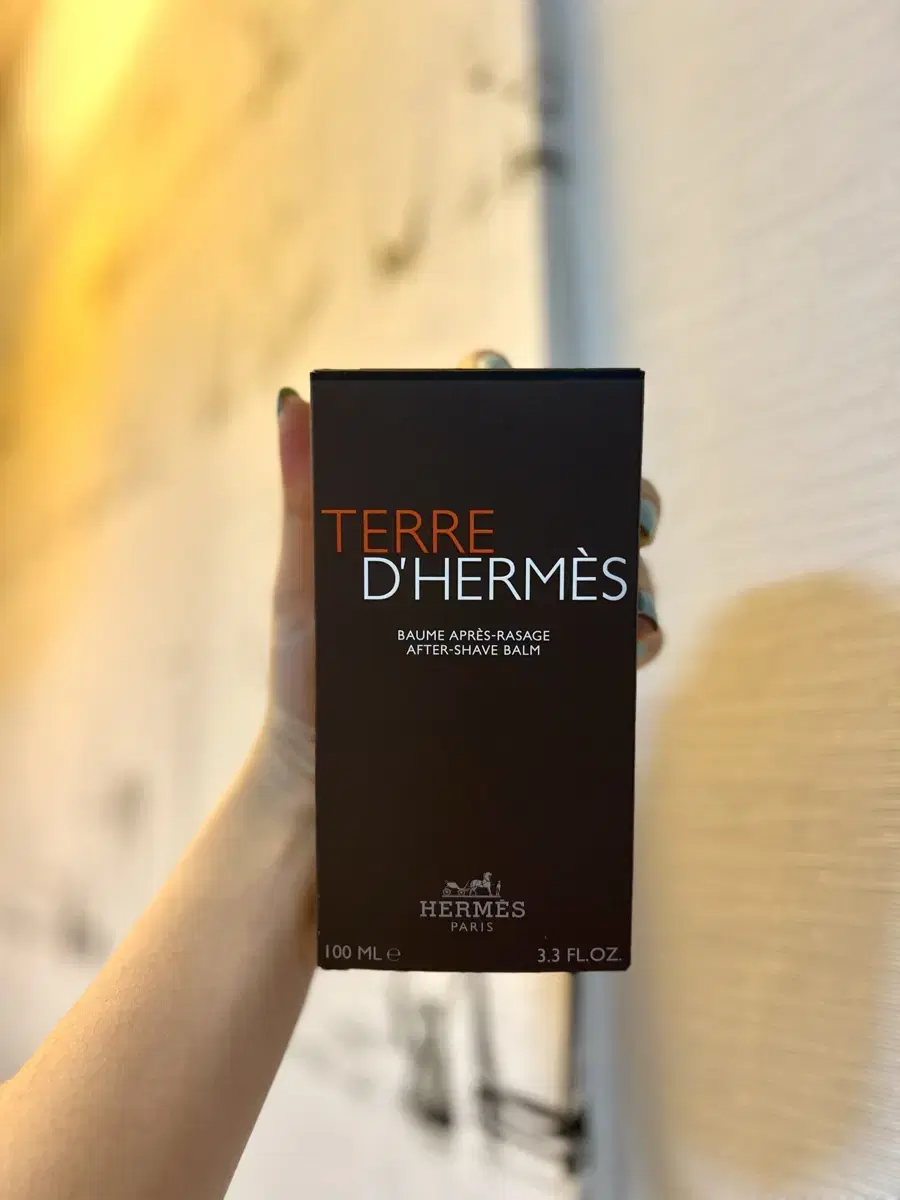 TERRE
D'HERMÈS
BAUME APRÈS-RASAGE
AFTER-SHAVE BALM
HERMÈS
PARIS
100 ML ℮
3.3 FL.OZ.